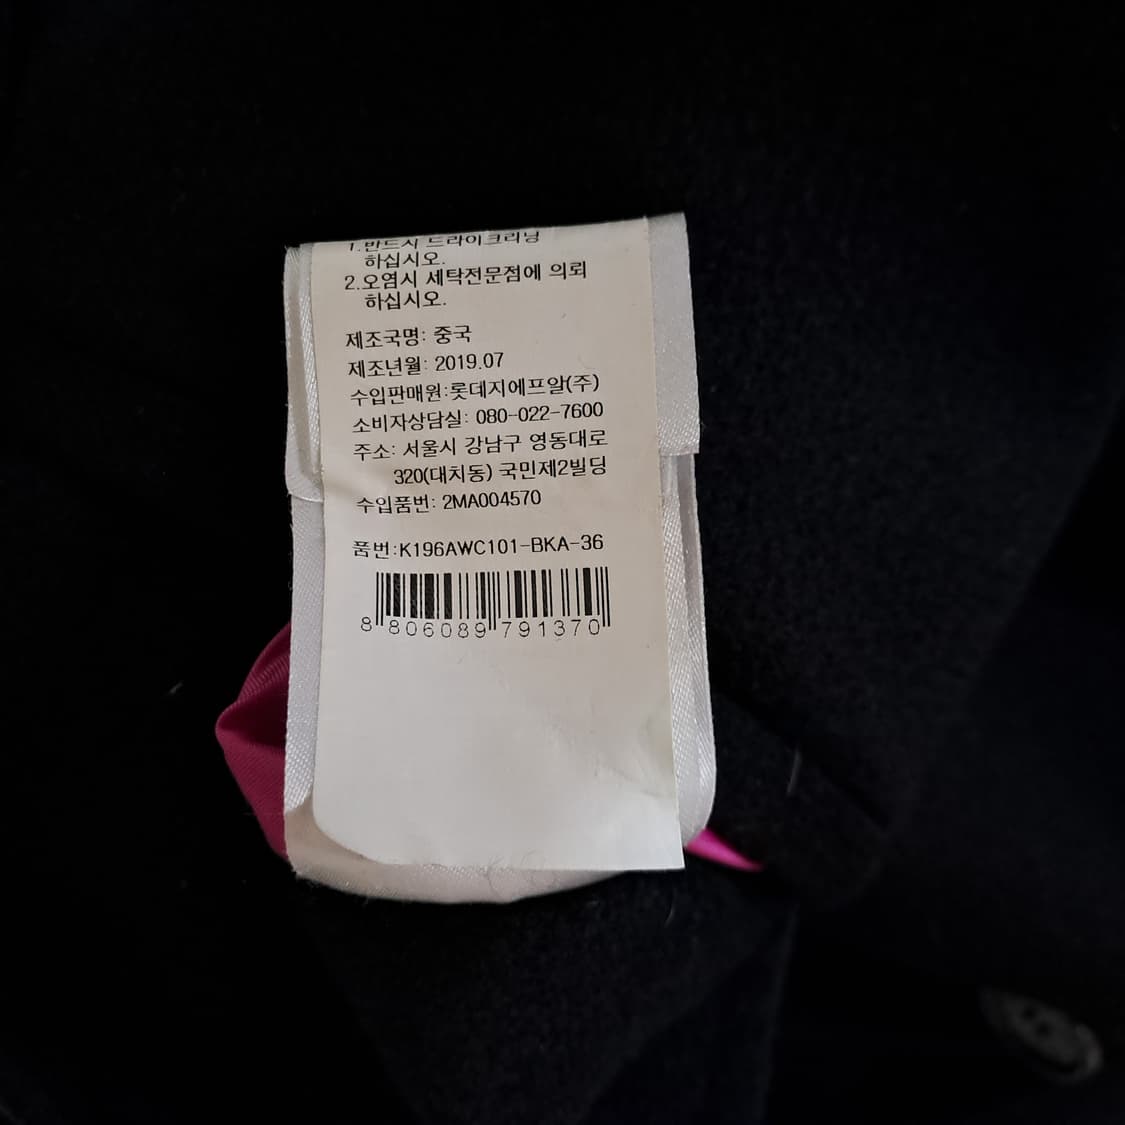 1.반드시 드라이크리닝
하십시오.
2.오염시 세탁전문점에 의뢰
하십시오.
제조국명: 중국
제조년월: 2019.07
수입판매원:롯데지에프알(주)
소비자상담실: 080-022-7600
주소: 서울시 강남구 영동대로
320(대치동) 국민제2빌딩
수입품번: 2MA004570
품번:K196AWC101-BKA-36
8 806089 791370